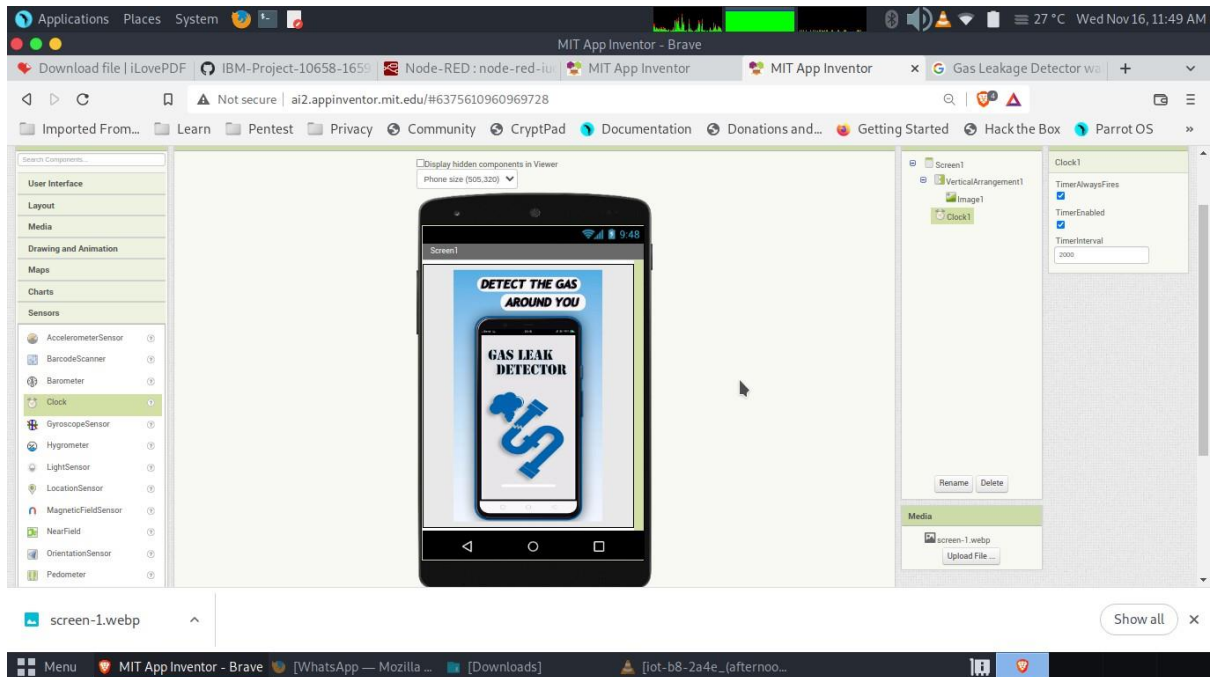 Applications Places System
27 °C Wed Nov 16, 11:49 AM
MIT App Inventor - Brave
Download file | iLovePDF
IBM-Project-10658-1659
Node-RED : node-red-iu
MIT App Inventor
MIT App Inventor
Gas Leakage Detector wa
Not secure | ai2.appinventor.mit.edu/#6375610960969728
Imported From... Learn Pentest Privacy Community CryptPad Documentation Donations and... Getting Started Hack the Box Parrot OS »
Search Components...
User Interface
Layout
Media
Drawing and Animation
Maps
Charts
Sensors
AccelerometerSensor
BarcodeScanner
Barometer
Clock
GyroscopeSensor
Hygrometer
LightSensor
LocationSensor
MagneticFieldSensor
NearField
OrientationSensor
Pedometer
Display hidden components in Viewer
Phone size (505,320)
9:48
Screen1
DETECT THE GAS
AROUND YOU
GAS LEAK
DETECTOR
Screen1
VerticalArrangement1
Image1
Clock1
Rename Delete
Media
screen-1.webp
Upload File ...
Clock1
TimerAlwaysFires
TimerEnabled
TimerInterval
2000
screen-1.webp
Show all
Menu
MIT App Inventor - Brave
[WhatsApp — Mozilla ...
[Downloads]
[iot-b8-2a4e_(afternoo...